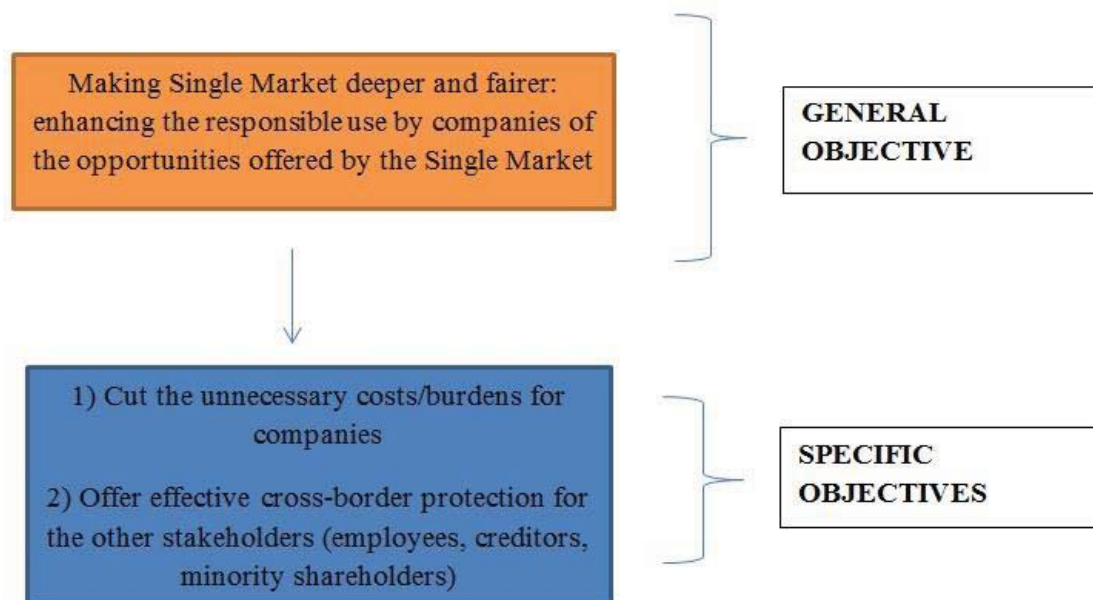 Making Single Market deeper and fairer:
enhancing the responsible use by companies of
the opportunities offered by the Single Market
GENERAL
OBJECTIVE
1) Cut the unnecessary costs/burdens for
companies
2) Offer effective cross-border protection for
the other stakeholders (employees, creditors,
minority shareholders)
SPECIFIC
OBJECTIVES